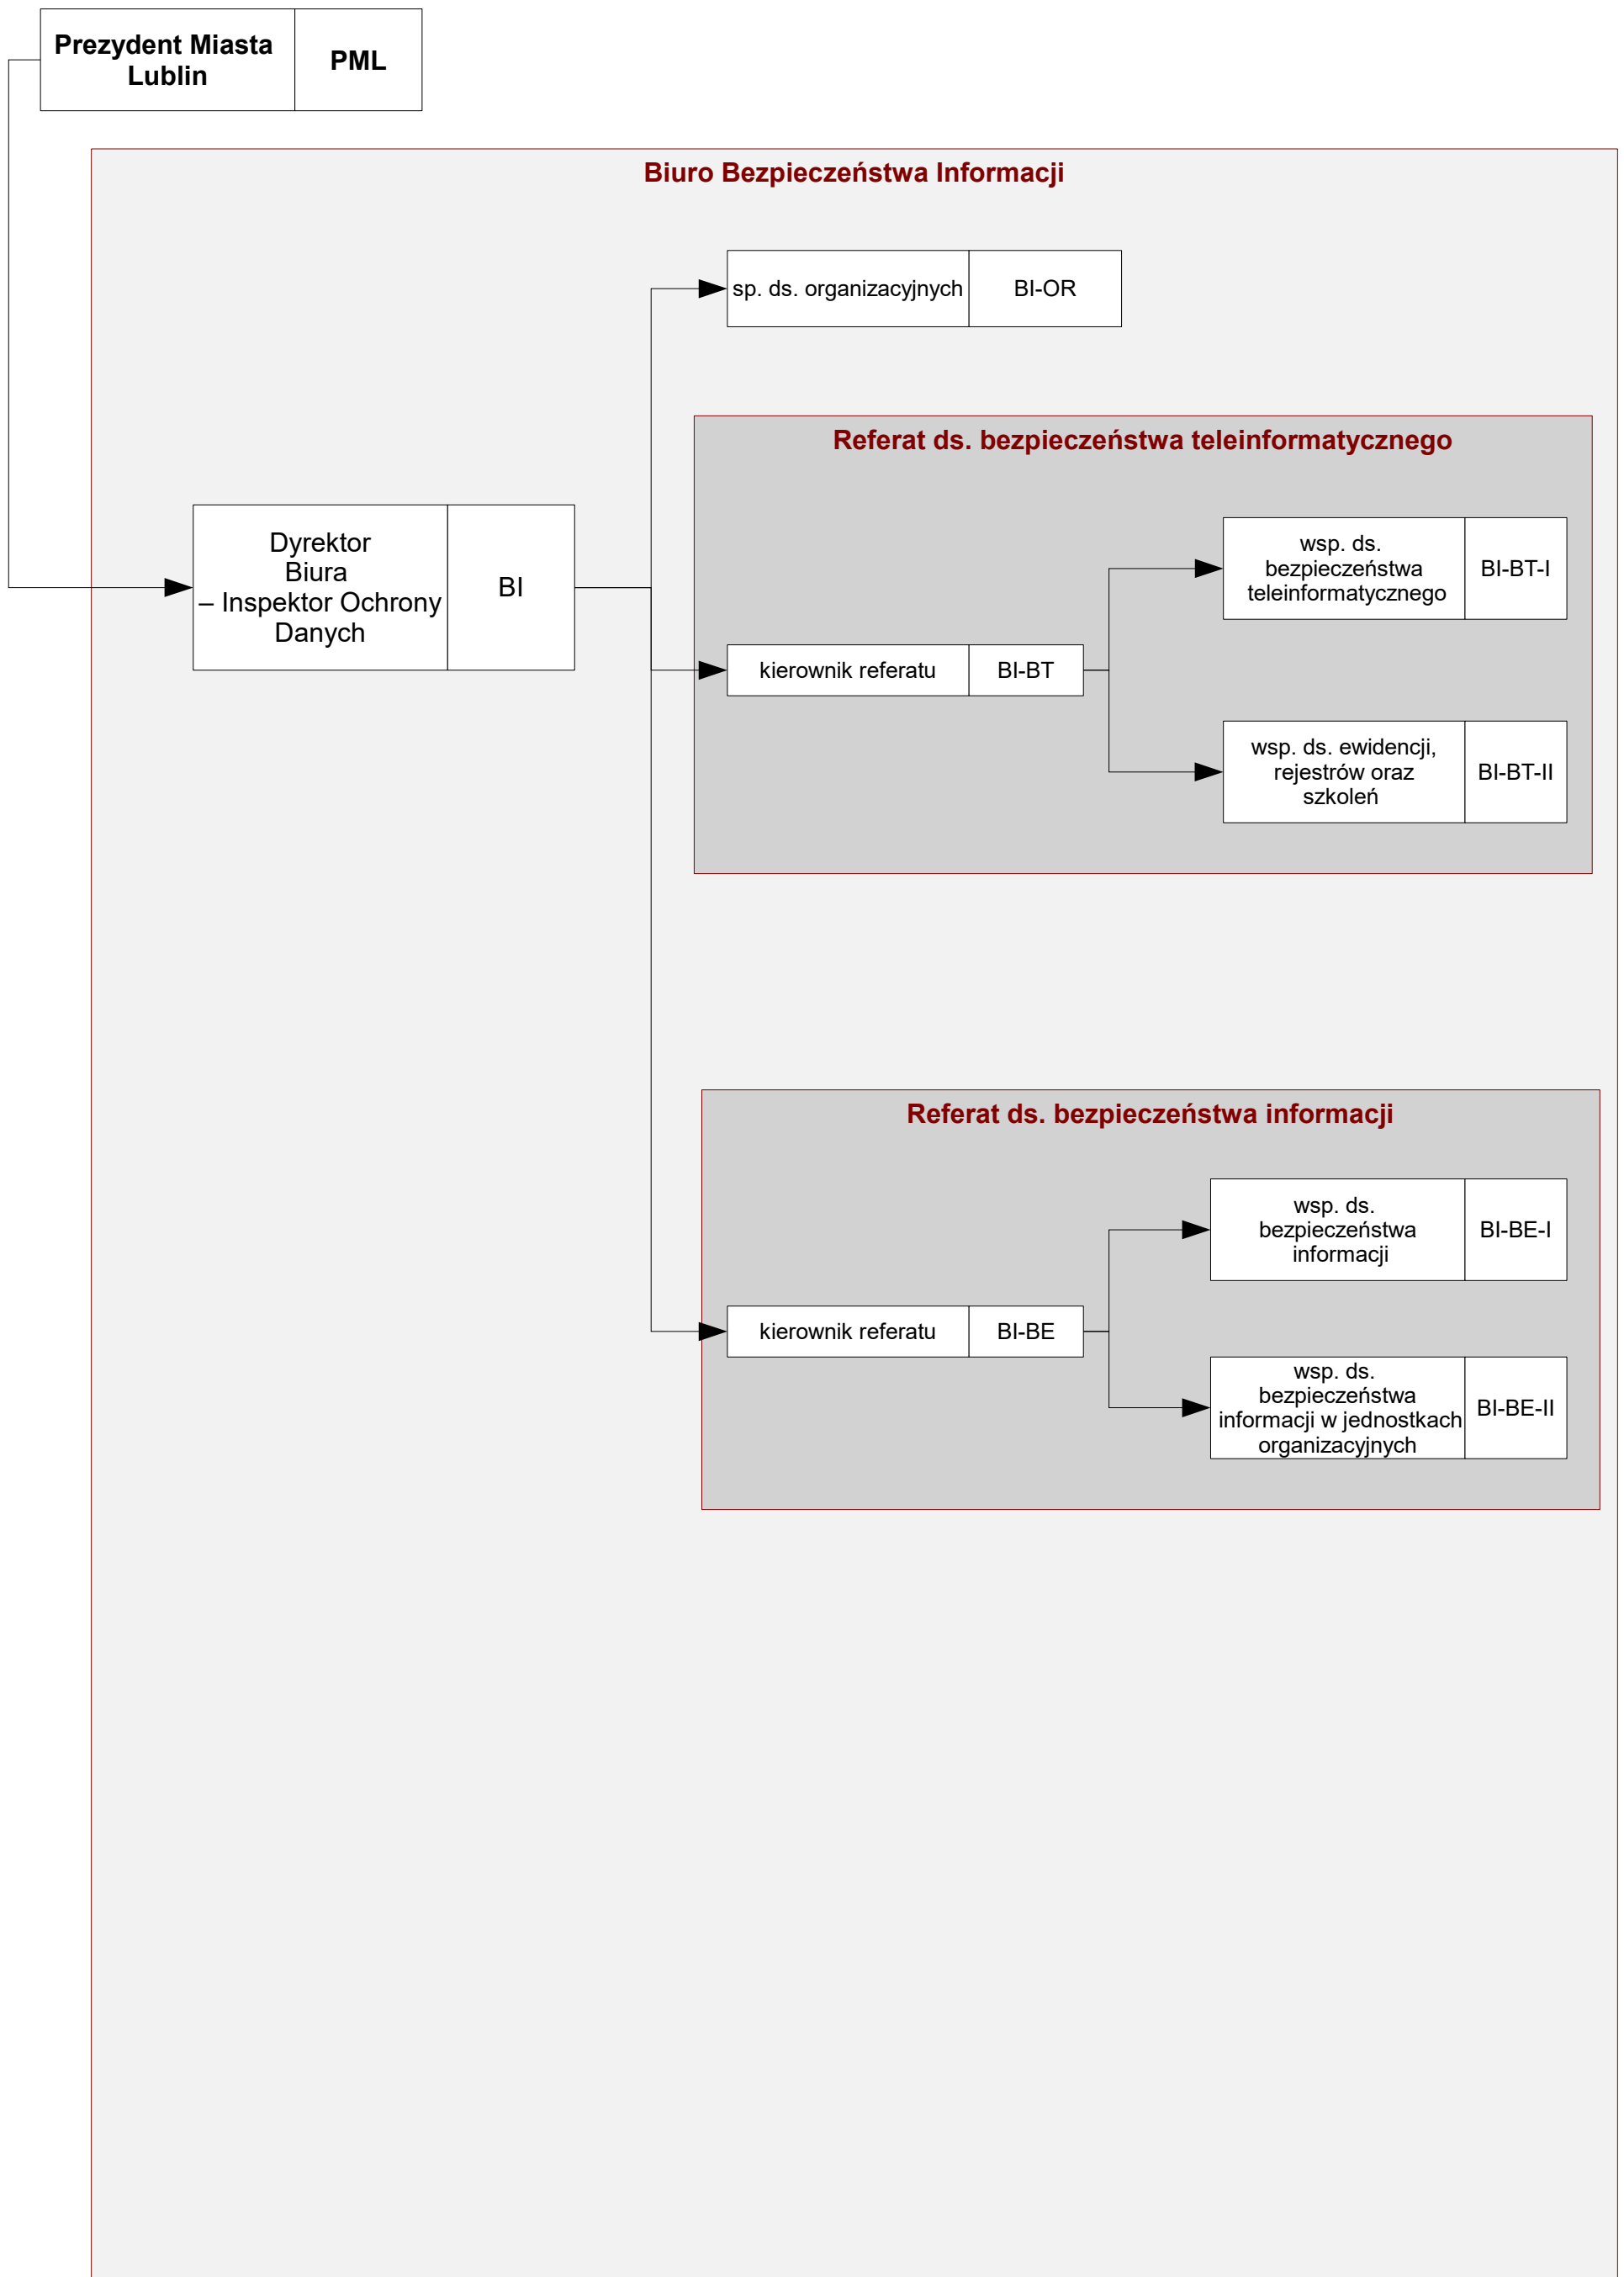 Prezydent Miasta
Lublin
PML
Biuro Bezpieczeństwa Informacji
sp. ds. organizacyjnych
BI-OR
Referat ds. bezpieczeństwa teleinformatycznego
Dyrektor
Biura
– Inspektor Ochrony
Danych
BI
wsp. ds.
bezpieczeństwa
teleinformatycznego
BI-BT-I
kierownik referatu
BI-BT
wsp. ds. ewidencji,
rejestrów oraz
szkoleń
BI-BT-II
Referat ds. bezpieczeństwa informacji
wsp. ds.
bezpieczeństwa
informacji
BI-BE-I
kierownik referatu
BI-BE
wsp. ds.
bezpieczeństwa
informacji w jednostkach
organizacyjnych
BI-BE-II